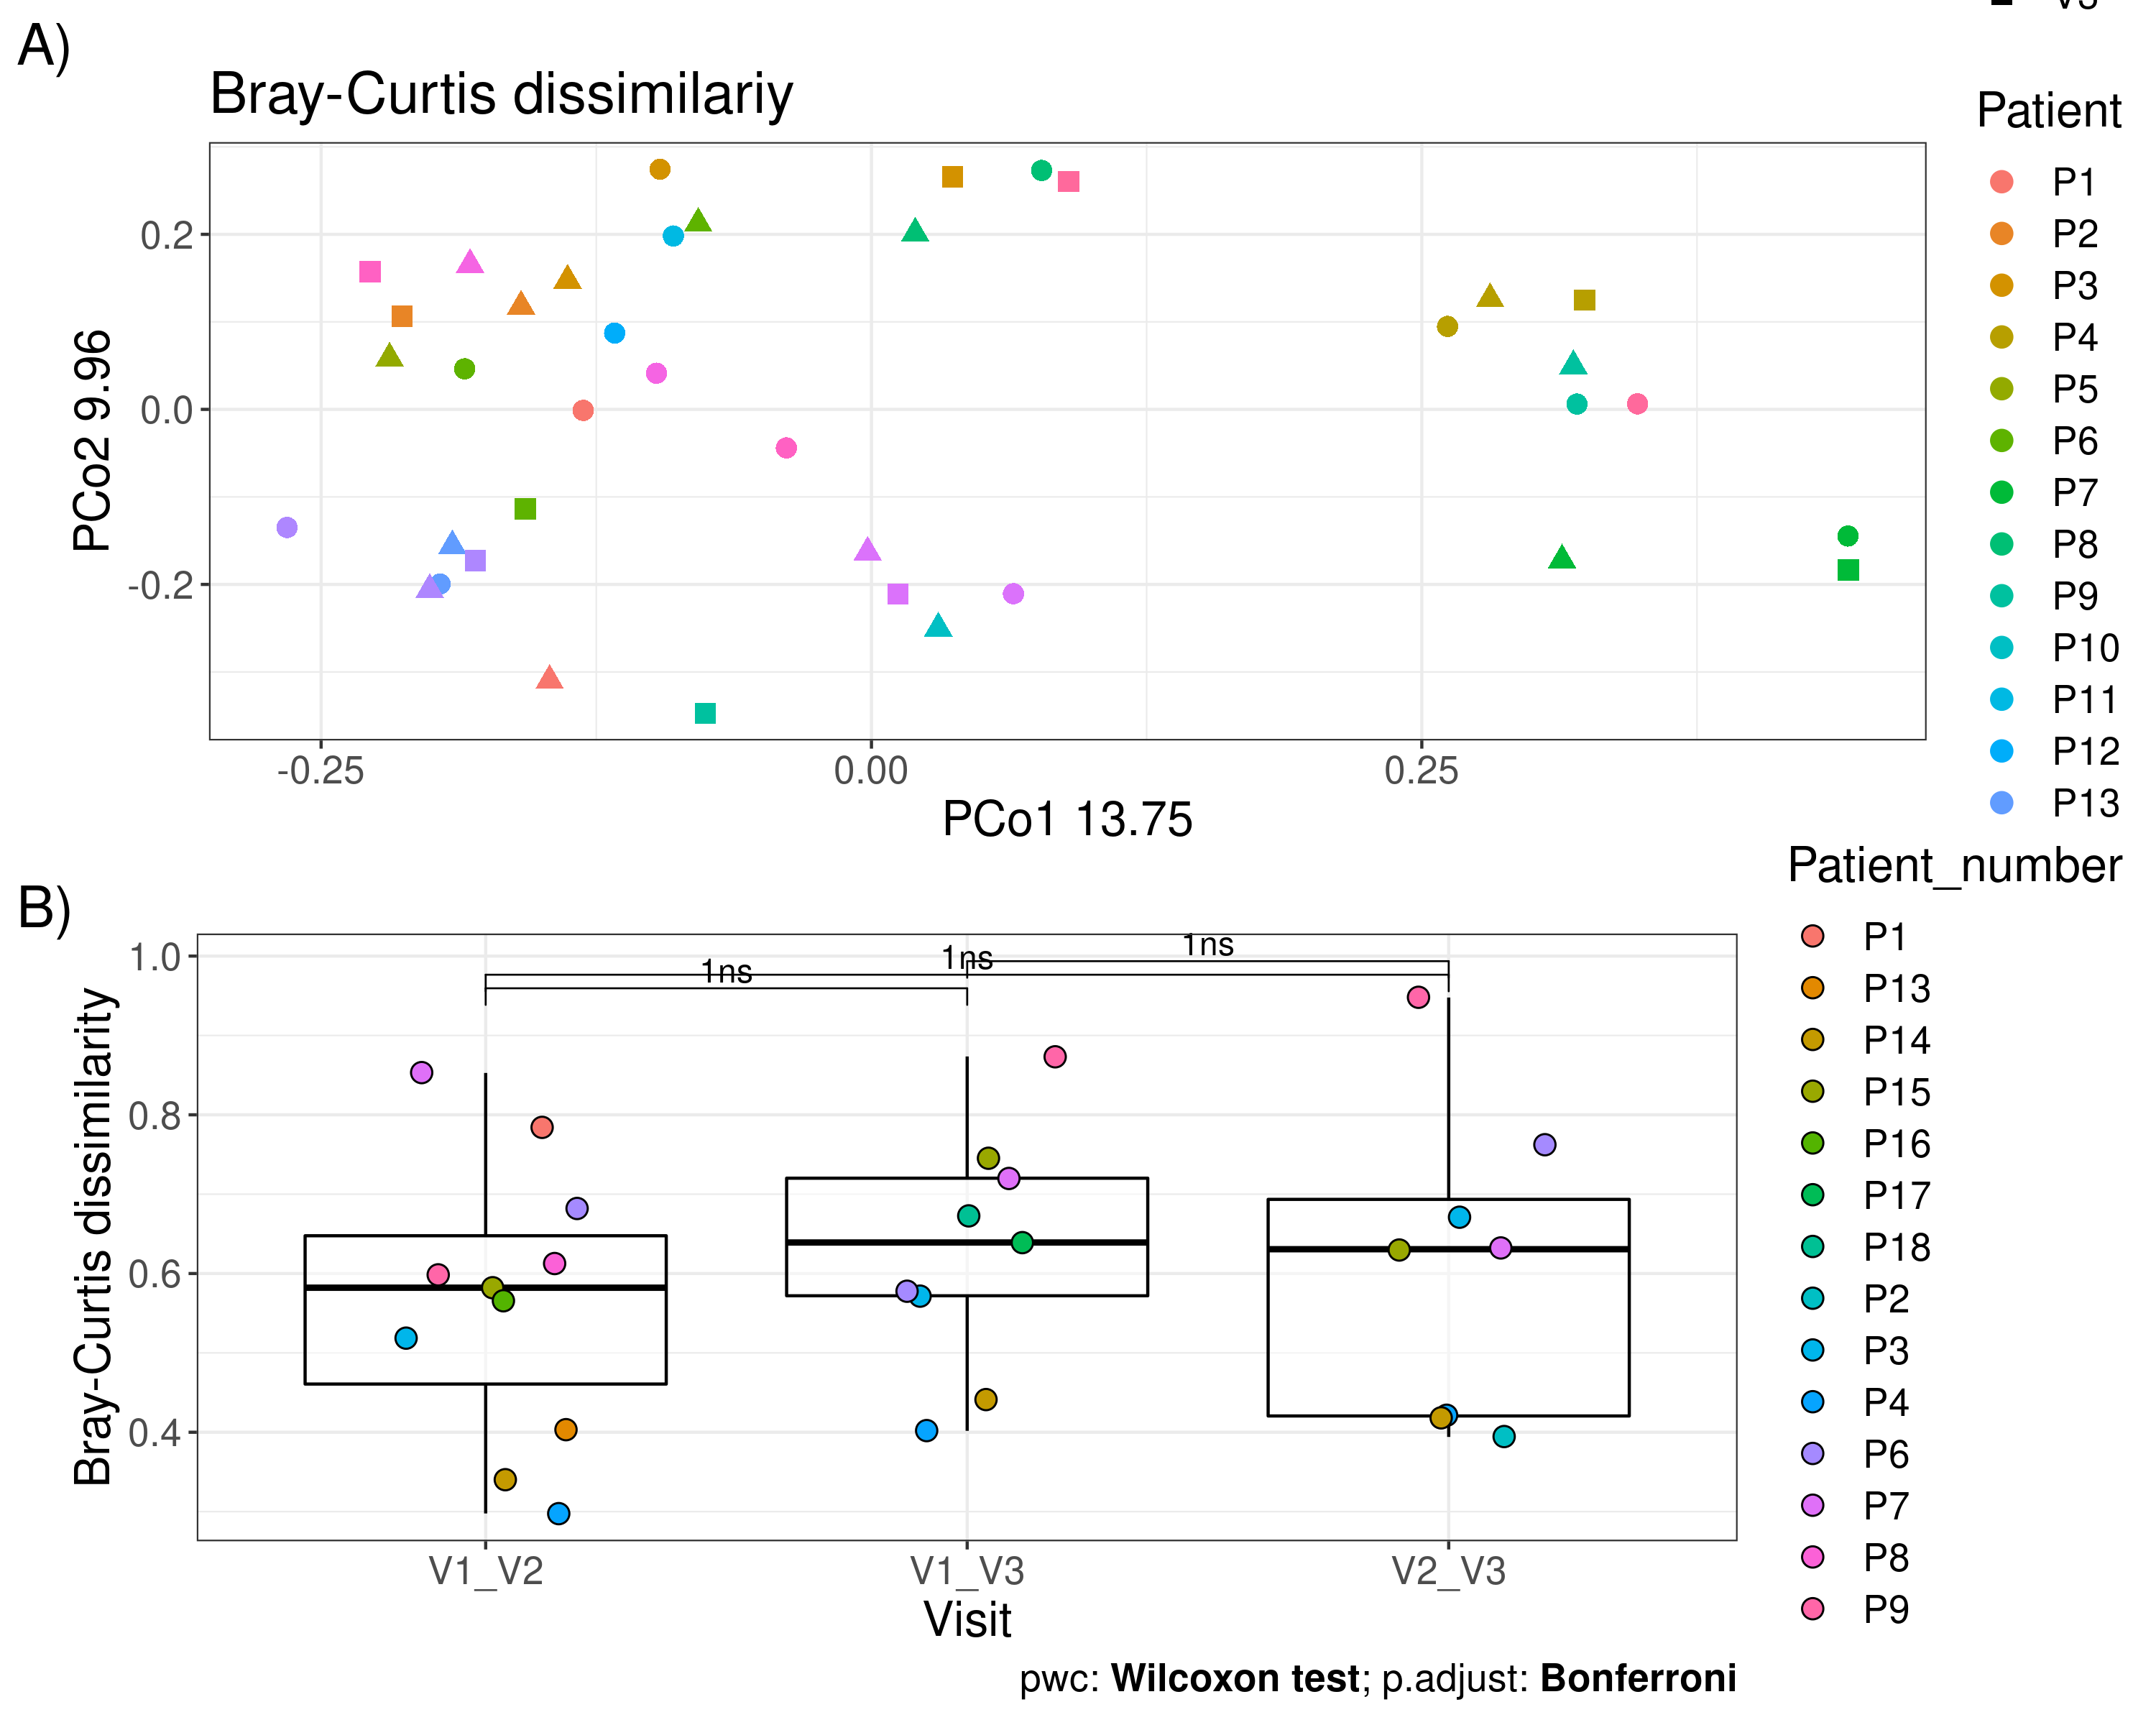 V3
A)
Bray-Curtis dissimilariy
Patient
P1
P2
P3
P4
P5
P6
P7
P8
P9
P10
P11
P12
P13
PCo2 9.96
0.2
0.0
-0.2
-0.25
0.00
0.25
PCo1 13.75
B)
Patient_number
P1
P13
P14
P15
P16
P17
P18
P2
P3
P4
P6
P7
P8
P9
Bray-Curtis dissimilarity
1.0
0.8
0.6
0.4
1ns
1ns
1ns
V1_V2
V1_V3
V2_V3
Visit
pwc: Wilcoxon test; p.adjust: Bonferroni